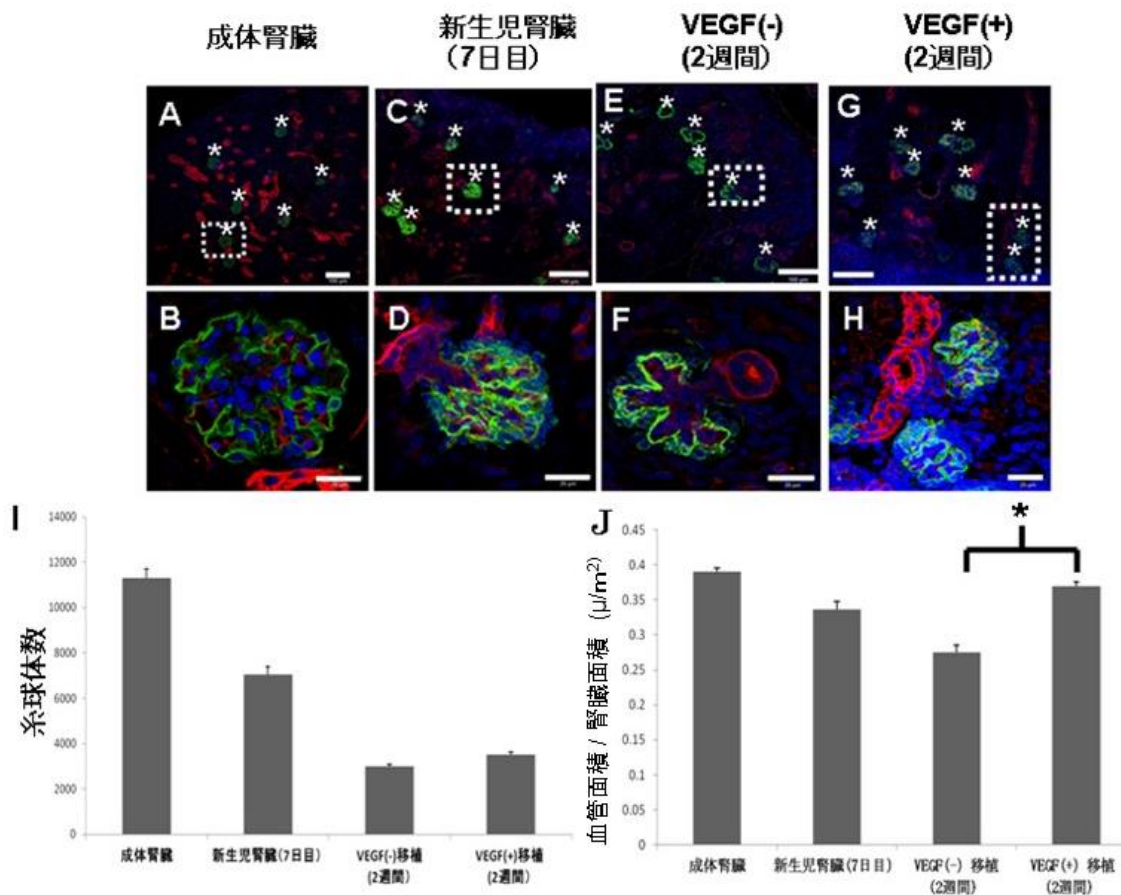 成体腎臓
新生児腎臓
(7日目)
VEGF(-)
(2週間)
VEGF(+)
(2週間)
A
*
*
*
*
*
*
*
C
*
*
*
*
*
*
*
E
*
*
*
*
*
*
G
*
*
*
*
*
*
*
*
B
D
F
H
I
14000
12000
10000
8000
6000
4000
2000
0
糸球体数
成体腎臓
新生児腎臓(7日目)
VEGF(-)移植
(2週間)
VEGF(+)移植
(2週間)
J
*
0.45
0.4
0.35
0.3
0.25
0.2
0.15
0.1
0.05
0
血管面積 / 腎臓面積 (μ/m²)
成体腎臓
新生児腎臓(7日目)
VEGF(-) 移植
(2週間)
VEGF(+) 移植
(2週間)